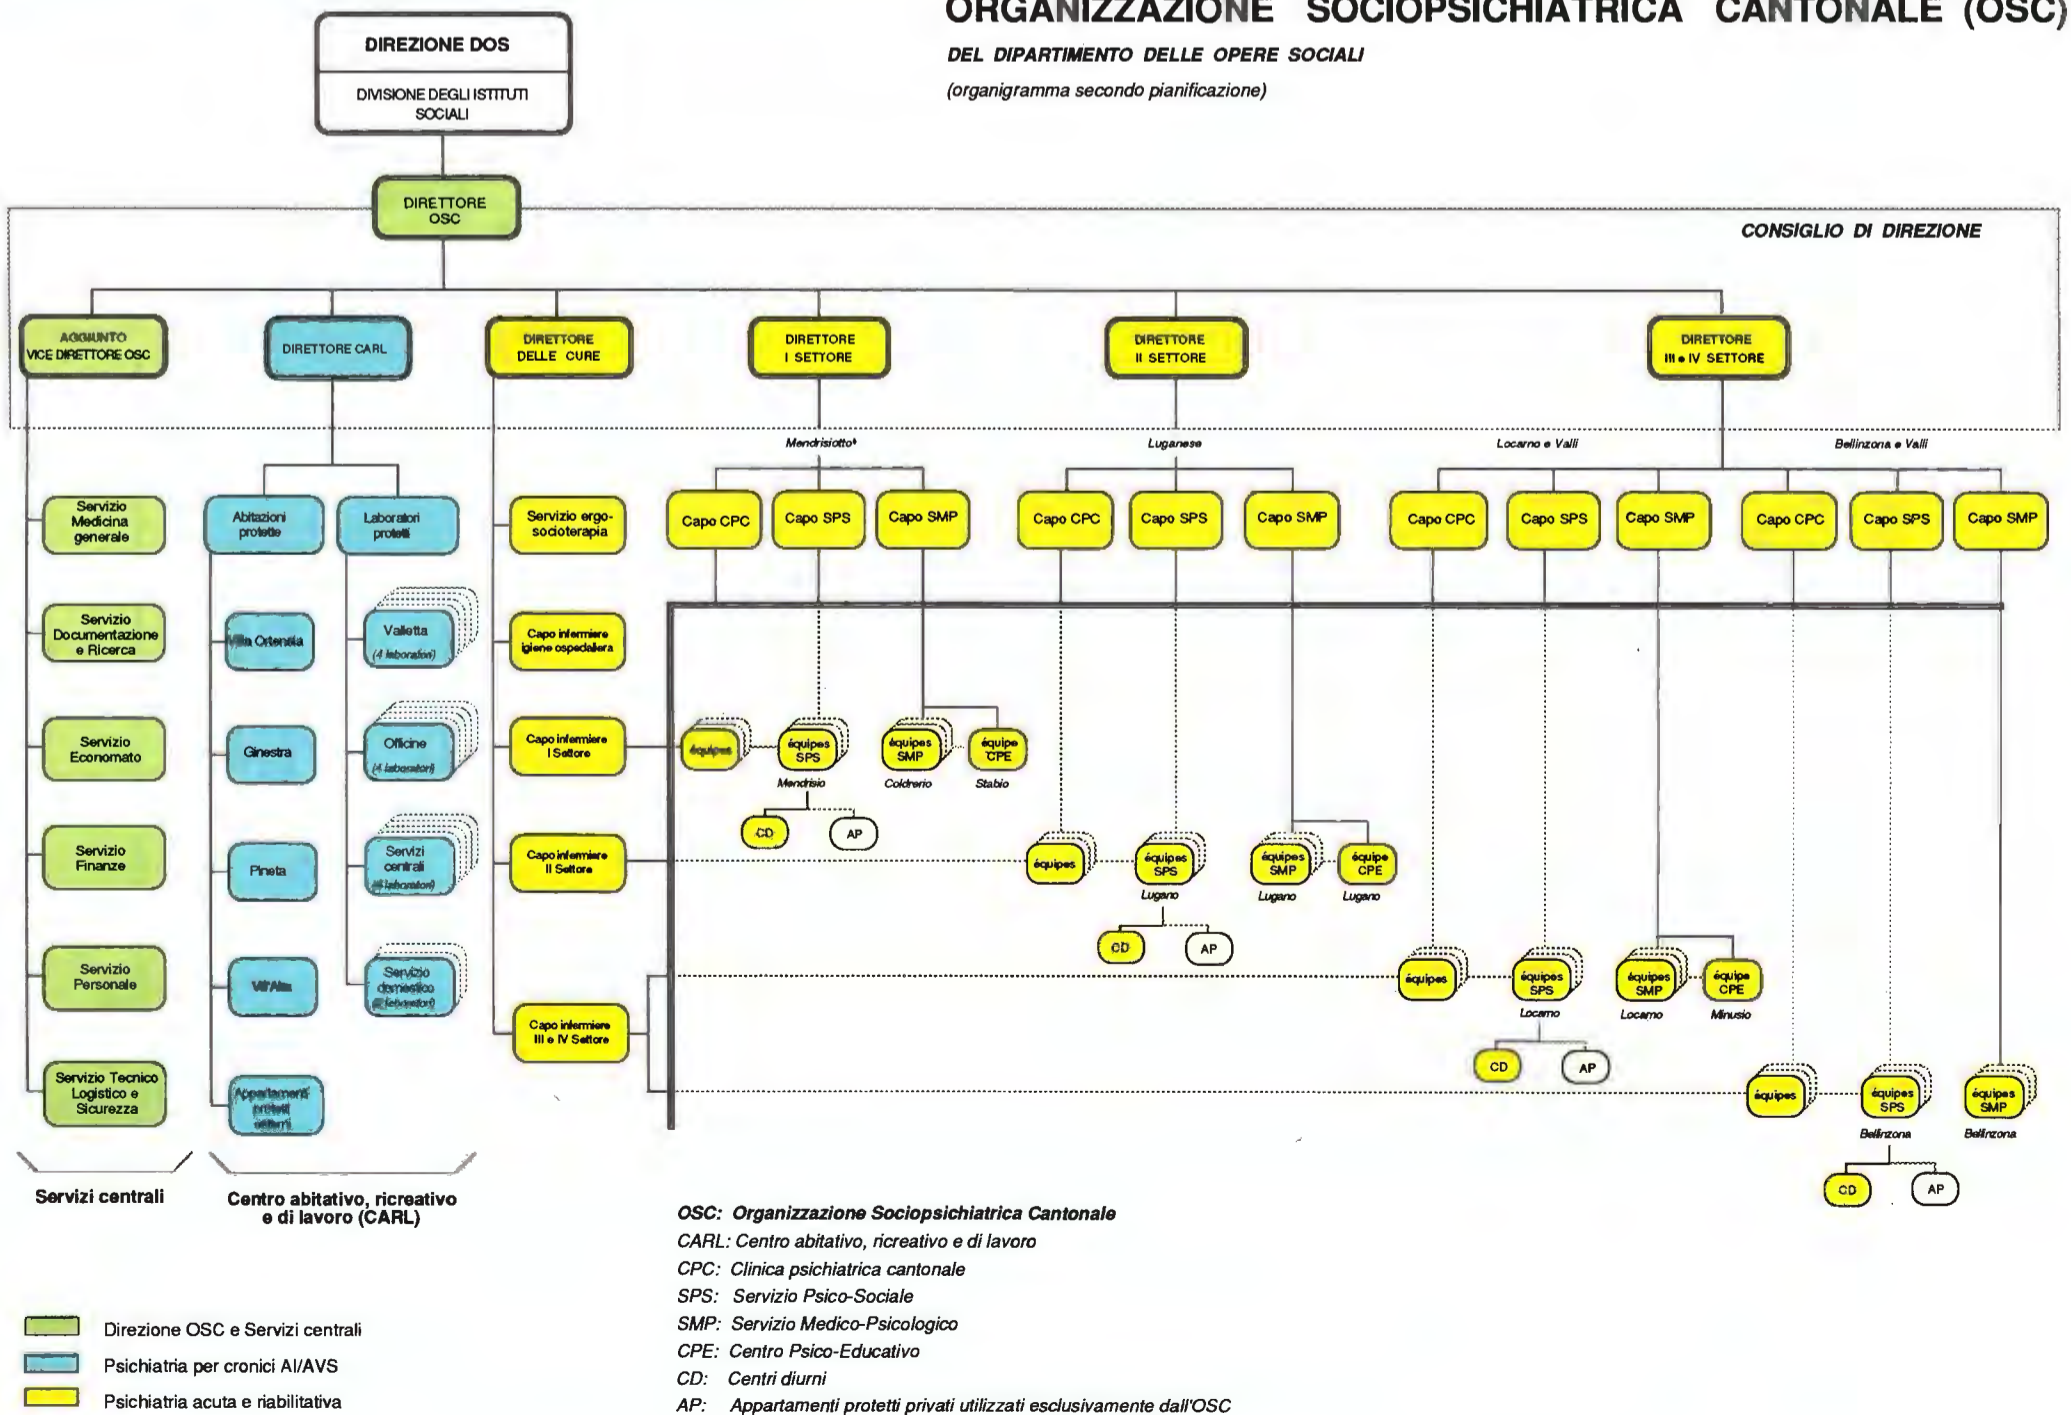 ORGANIZZAZIONE SOCIOPSICHIATRICA CANTONALE (OSC)
DEL DIPARTIMENTO DELLE OPERE SOCIALI
(organigramma secondo pianificazione)
DIREZIONE DOS
DIVISIONE DEGLI ISTITUTI
SOCIALI
DIRETTORE
OSC
CONSIGLIO DI DIREZIONE
AGGIUNTO
VICE DIRETTORE OSC
DIRETTORE CARL
DIRETTORE
DELLE CURE
DIRETTORE
I SETTORE
DIRETTORE
II SETTORE
DIRETTORE
III e IV SETTORE
Mendrisiotto
Luganese
Locarno e Valli
Bellinzona e Valli
Servizio
Medicina
generale
Abitazioni
protette
Laboratori
protetti
Servizio ergo-
socioterapia
Capo CPC
Capo SPS
Capo SMP
Capo CPC
Capo SPS
Capo SMP
Capo CPC
Capo SPS
Capo SMP
Capo CPC
Capo SPS
Capo SMP
Servizio
Documentazione
e Ricerca
Villa Ortensia
Valletta
(4 laboratori)
Capo infermiere
igiene ospedaliera
Servizio
Economato
Ginestra
Officine
(4 laboratori)
Capo infermiere
I Settore
équipes
équipes
SPS
Mendrisio
équipes
SMP
Coldrerio
équipe
CPE
Stabio
CD
AP
Servizio
Finanze
Pineta
Servizi
centrali
laboratori)
Capo infermiere
II Settore
équipes
équipes
SPS
Lugano
équipes
SMP
Lugano
équipe
CPE
Lugano
CD
AP
Servizio
Personale
Vill'Alta
Servizio
domestico
laboratori)
Capo infermiere
III e IV Settore
équipes
équipes
SPS
Locarno
équipes
SMP
Locarno
équipe
CPE
Minusio
CD
AP
Servizio Tecnico
Logistico e
Sicurezza
Appartamenti
protetti
esterni
équipes
équipes
SPS
Bellinzona
équipes
SMP
Bellinzona
CD
AP
Servizi centrali
Centro abitativo, ricreativo
e di lavoro (CARL)
OSC: Organizzazione Sociopsichiatrica Cantonale
CARL: Centro abitativo, ricreativo e di lavoro
CPC: Clinica psichiatrica cantonale
SPS: Servizio Psico-Sociale
SMP: Servizio Medico-Psicologico
CPE: Centro Psico-Educativo
CD: Centri diurni
AP: Appartamenti protetti privati utilizzati esclusivamente dall'OSC
Direzione OSC e Servizi centrali
Psichiatria per cronici AI/AVS
Psichiatria acuta e riabilitativa